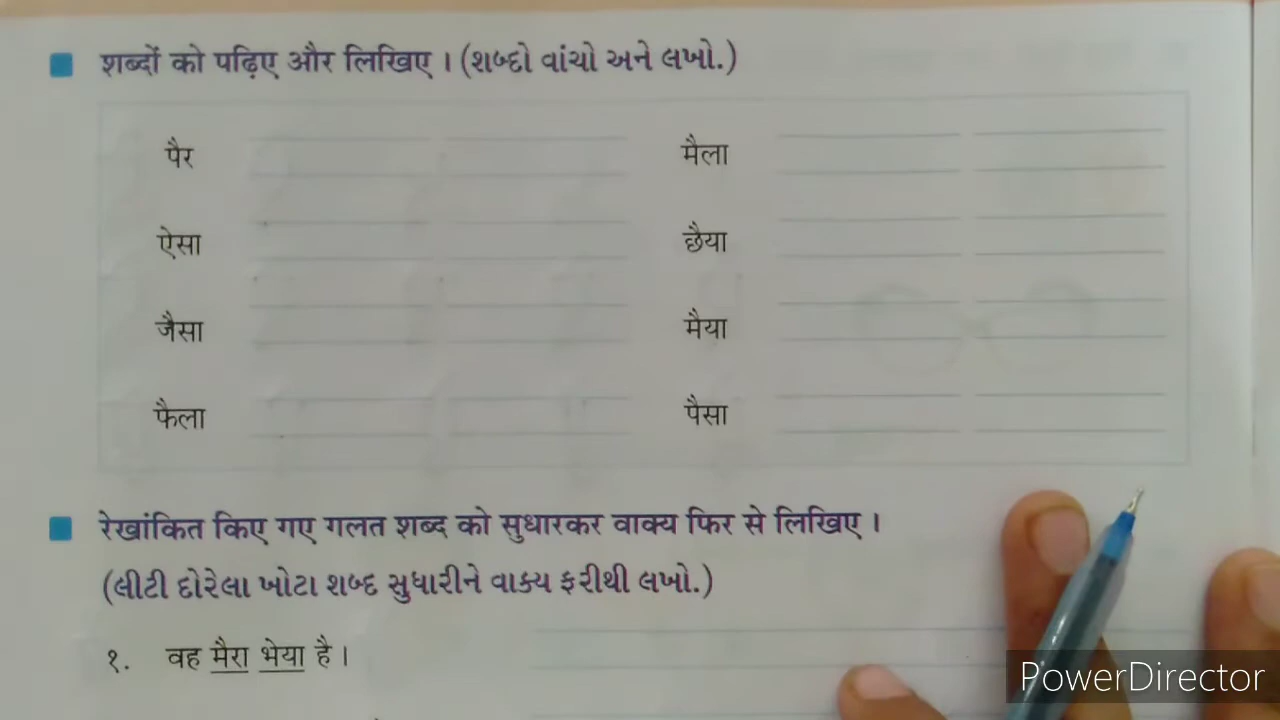 शब्दों को पढ़िए और लिखिए । (શબ્દો વાંચો અને લખો.)
पैर मैला
ऐसा छैया
जैसा मैया
फैला पैसा
रेखांकित किए गए गलत शब्द को सुधारकर वाक्य फिर से लिखिए ।
(લીટી દોરેલા ખોટા શબ્દ સુધારીને વાક્ય ફરીથી લખો.)
१. वह मैरा भेया है ।
PowerDirector